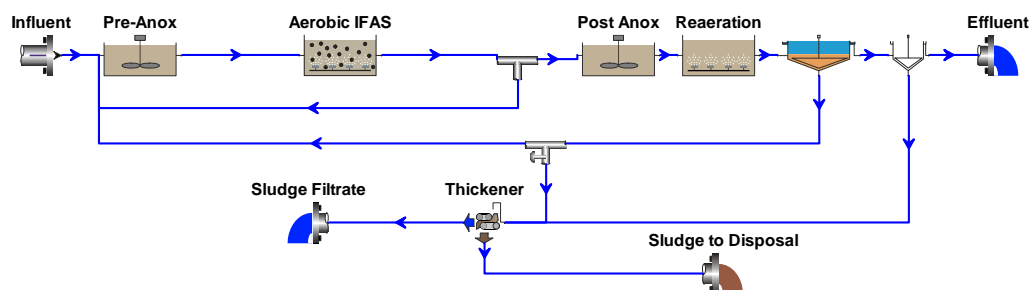 Influent
Pre-Anox
Aerobic IFAS
Post Anox
Reaeration
Effluent
Sludge Filtrate
Thickener
Sludge to Disposal